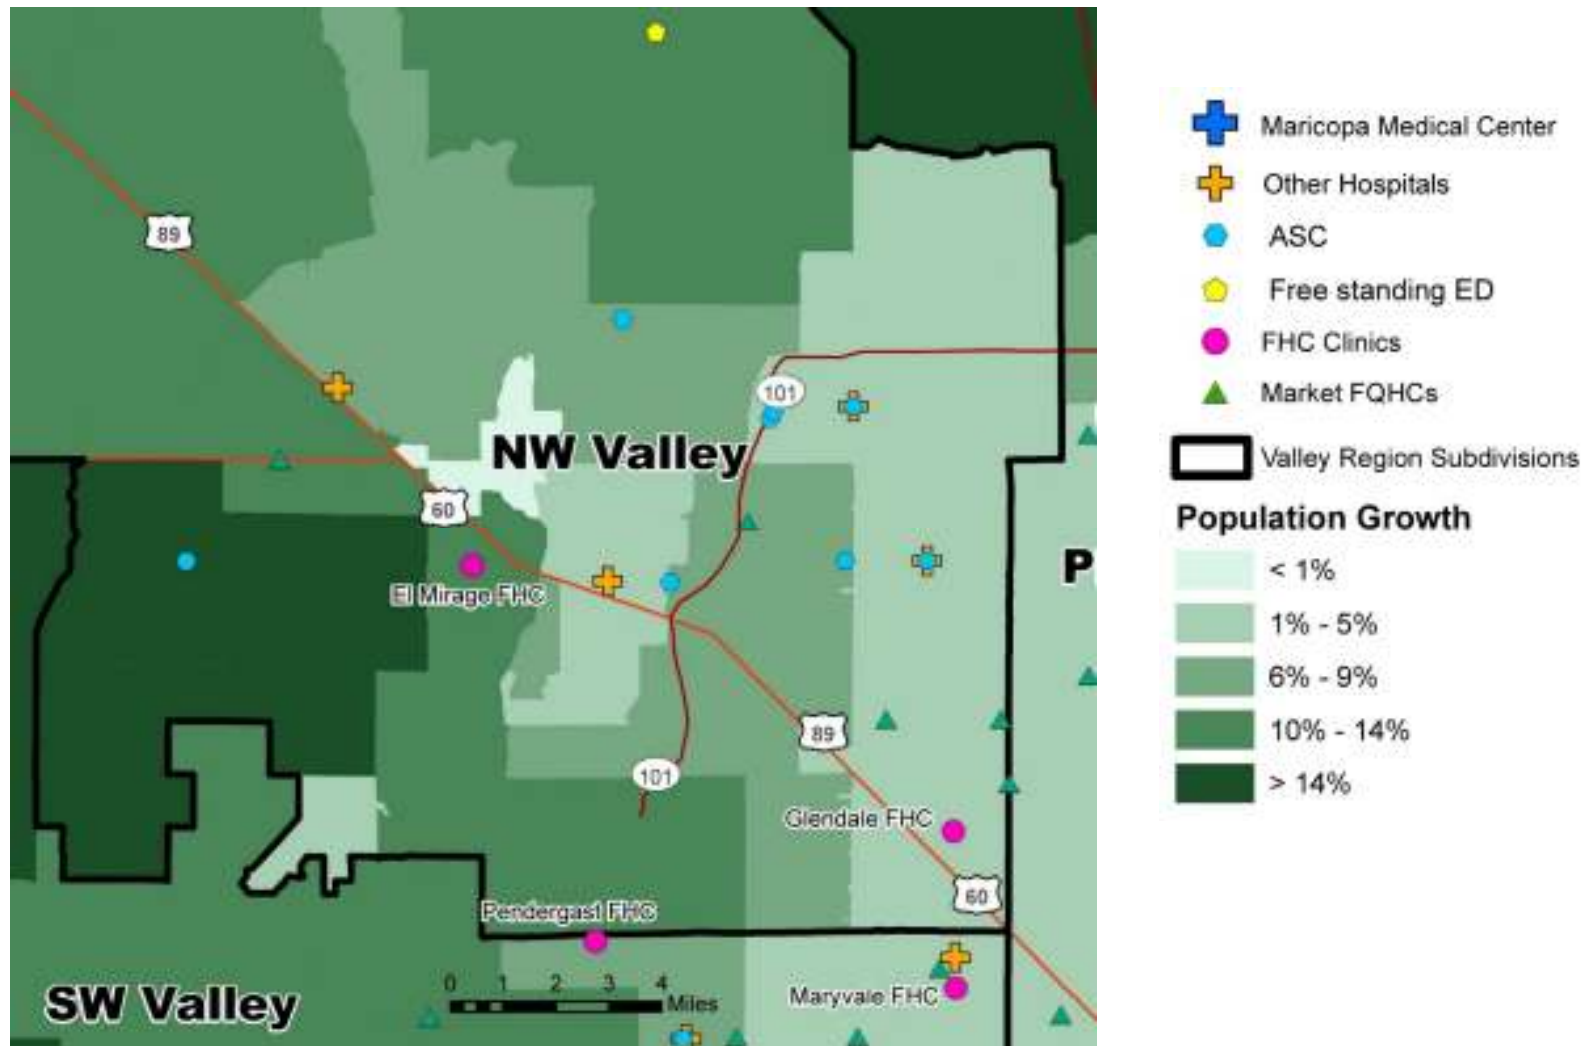 89
101
NW Valley
60
El Mirage FHC
P
89
101
Glendale FHC
60
Pendergast FHC
0 1 2 3 4
Miles
Maryvale FHC
SW Valley
Maricopa Medical Center
Other Hospitals
ASC
Free standing ED
FHC Clinics
Market FQHCs
Valley Region Subdivisions
Population Growth
< 1%
1% - 5%
6% - 9%
10% - 14%
> 14%